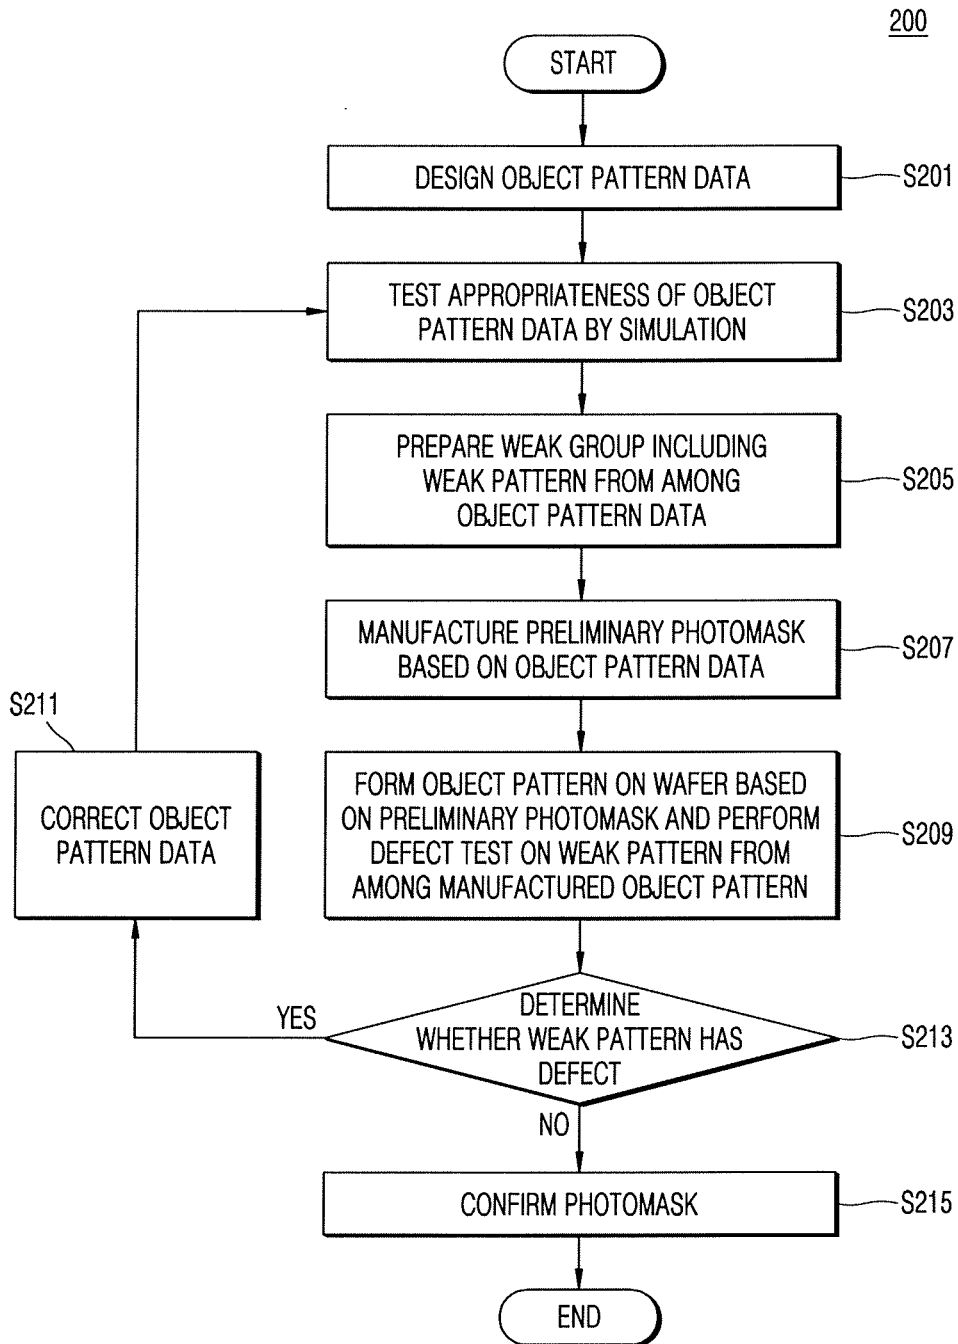 200
START
DESIGN OBJECT PATTERN DATA
S201
TEST APPROPRIATENESS OF OBJECT
PATTERN DATA BY SIMULATION
S203
PREPARE WEAK GROUP INCLUDING
WEAK PATTERN FROM AMONG
OBJECT PATTERN DATA
S205
MANUFACTURE PRELIMINARY PHOTOMASK
BASED ON OBJECT PATTERN DATA
S207
S211
CORRECT OBJECT
PATTERN DATA
FORM OBJECT PATTERN ON WAFER BASED
ON PRELIMINARY PHOTOMASK AND PERFORM
DEFECT TEST ON WEAK PATTERN FROM
AMONG MANUFACTURED OBJECT PATTERN
S209
YES
DETERMINE
WHETHER WEAK PATTERN HAS
DEFECT
S213
NO
CONFIRM PHOTOMASK
S215
END